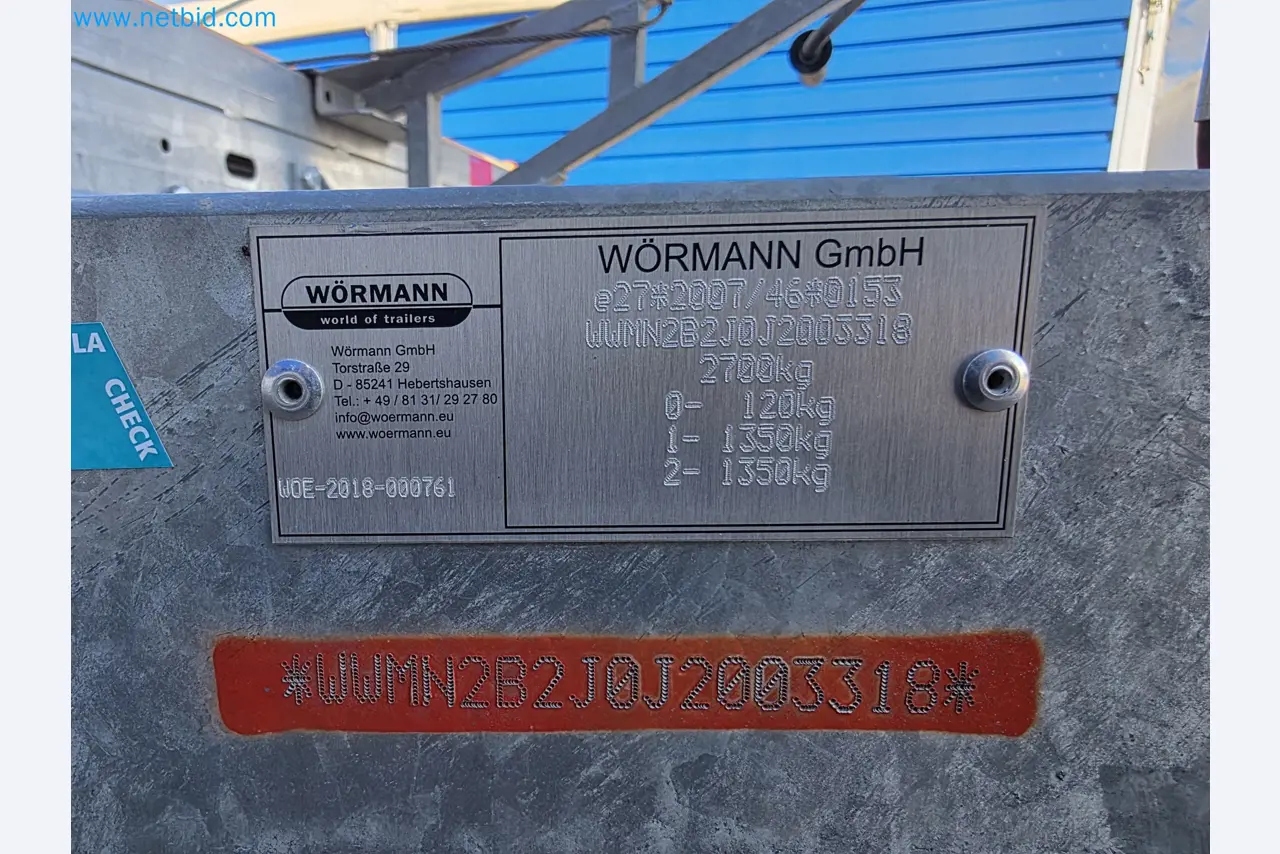 www.netbid.com
WÖRMANN GmbH
WÖRMANN
world of trailers
Wörmann GmbH
Torstraße 29
D - 85241 Hebertshausen
Tel.: + 49 / 81 31/ 29 27 80
info@woermann.eu
www.woermann.eu
WOE-2018-000761
e27*2007/46*0153
WWMN2B2J0J2003318
2700kg
0- 120kg
1- 1350kg
2- 1350kg
LA
CHECK
*WWMN2B2J0J2003318*